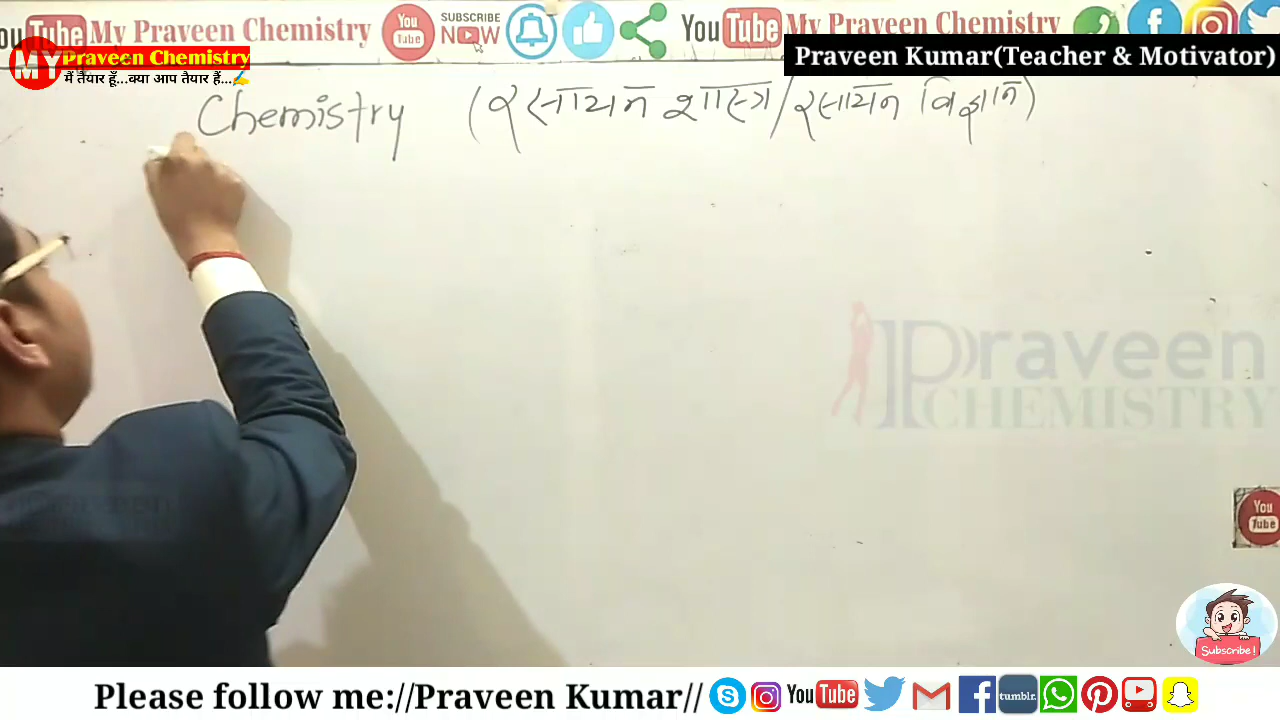 You Tube My Praveen Chemistry You Tube SUBSCRIBE NOW You Tube My Praveen Chemistry
MY Praveen Chemistry
मैं तैयार हूँ...क्या आप तैयार हैं...✍
Praveen Kumar(Teacher & Motivator)
Chemistry (रसायन शास्त्र/रसायन विज्ञान)
Praveen
CHEMISTRY
You Tube
Subscribe!
Please follow me://Praveen Kumar// You Tube tumblr.